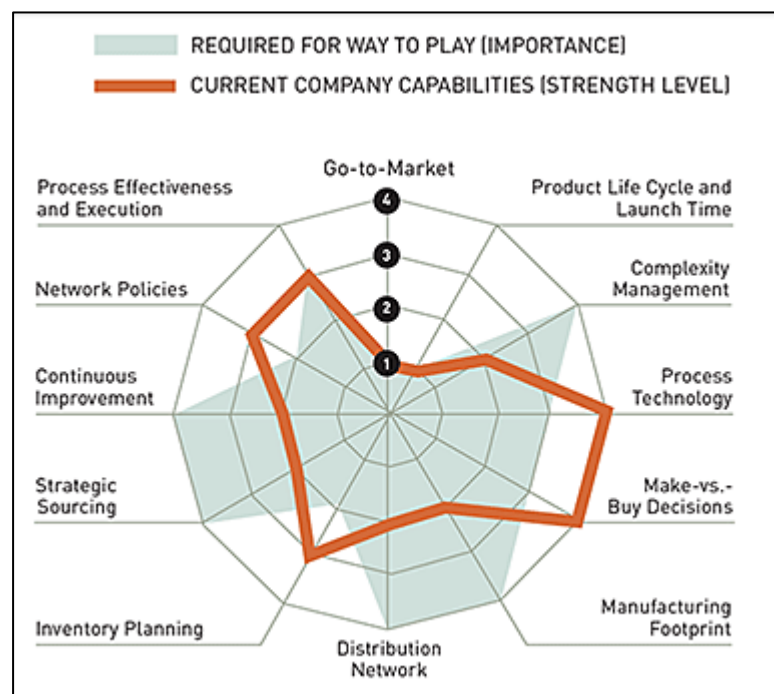 REQUIRED FOR WAY TO PLAY (IMPORTANCE)
CURRENT COMPANY CAPABILITIES (STRENGTH LEVEL)
Go-to-Market
Process Effectiveness
and Execution
Product Life Cycle and
Launch Time
4
3
2
1
Network Policies
Complexity
Management
Continuous
Improvement
Process
Technology
Strategic
Sourcing
Make-vs.-
Buy Decisions
Inventory Planning
Manufacturing
Footprint
Distribution
Network